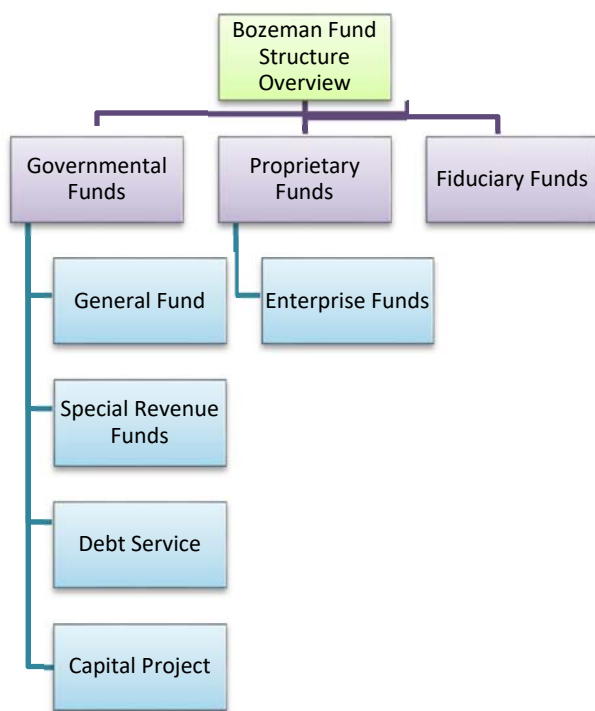 Bozeman Fund
Structure
Overview
Governmental
Funds
Proprietary
Funds
Fiduciary Funds
General Fund
Enterprise Funds
Special Revenue
Funds
Debt Service
Capital Project